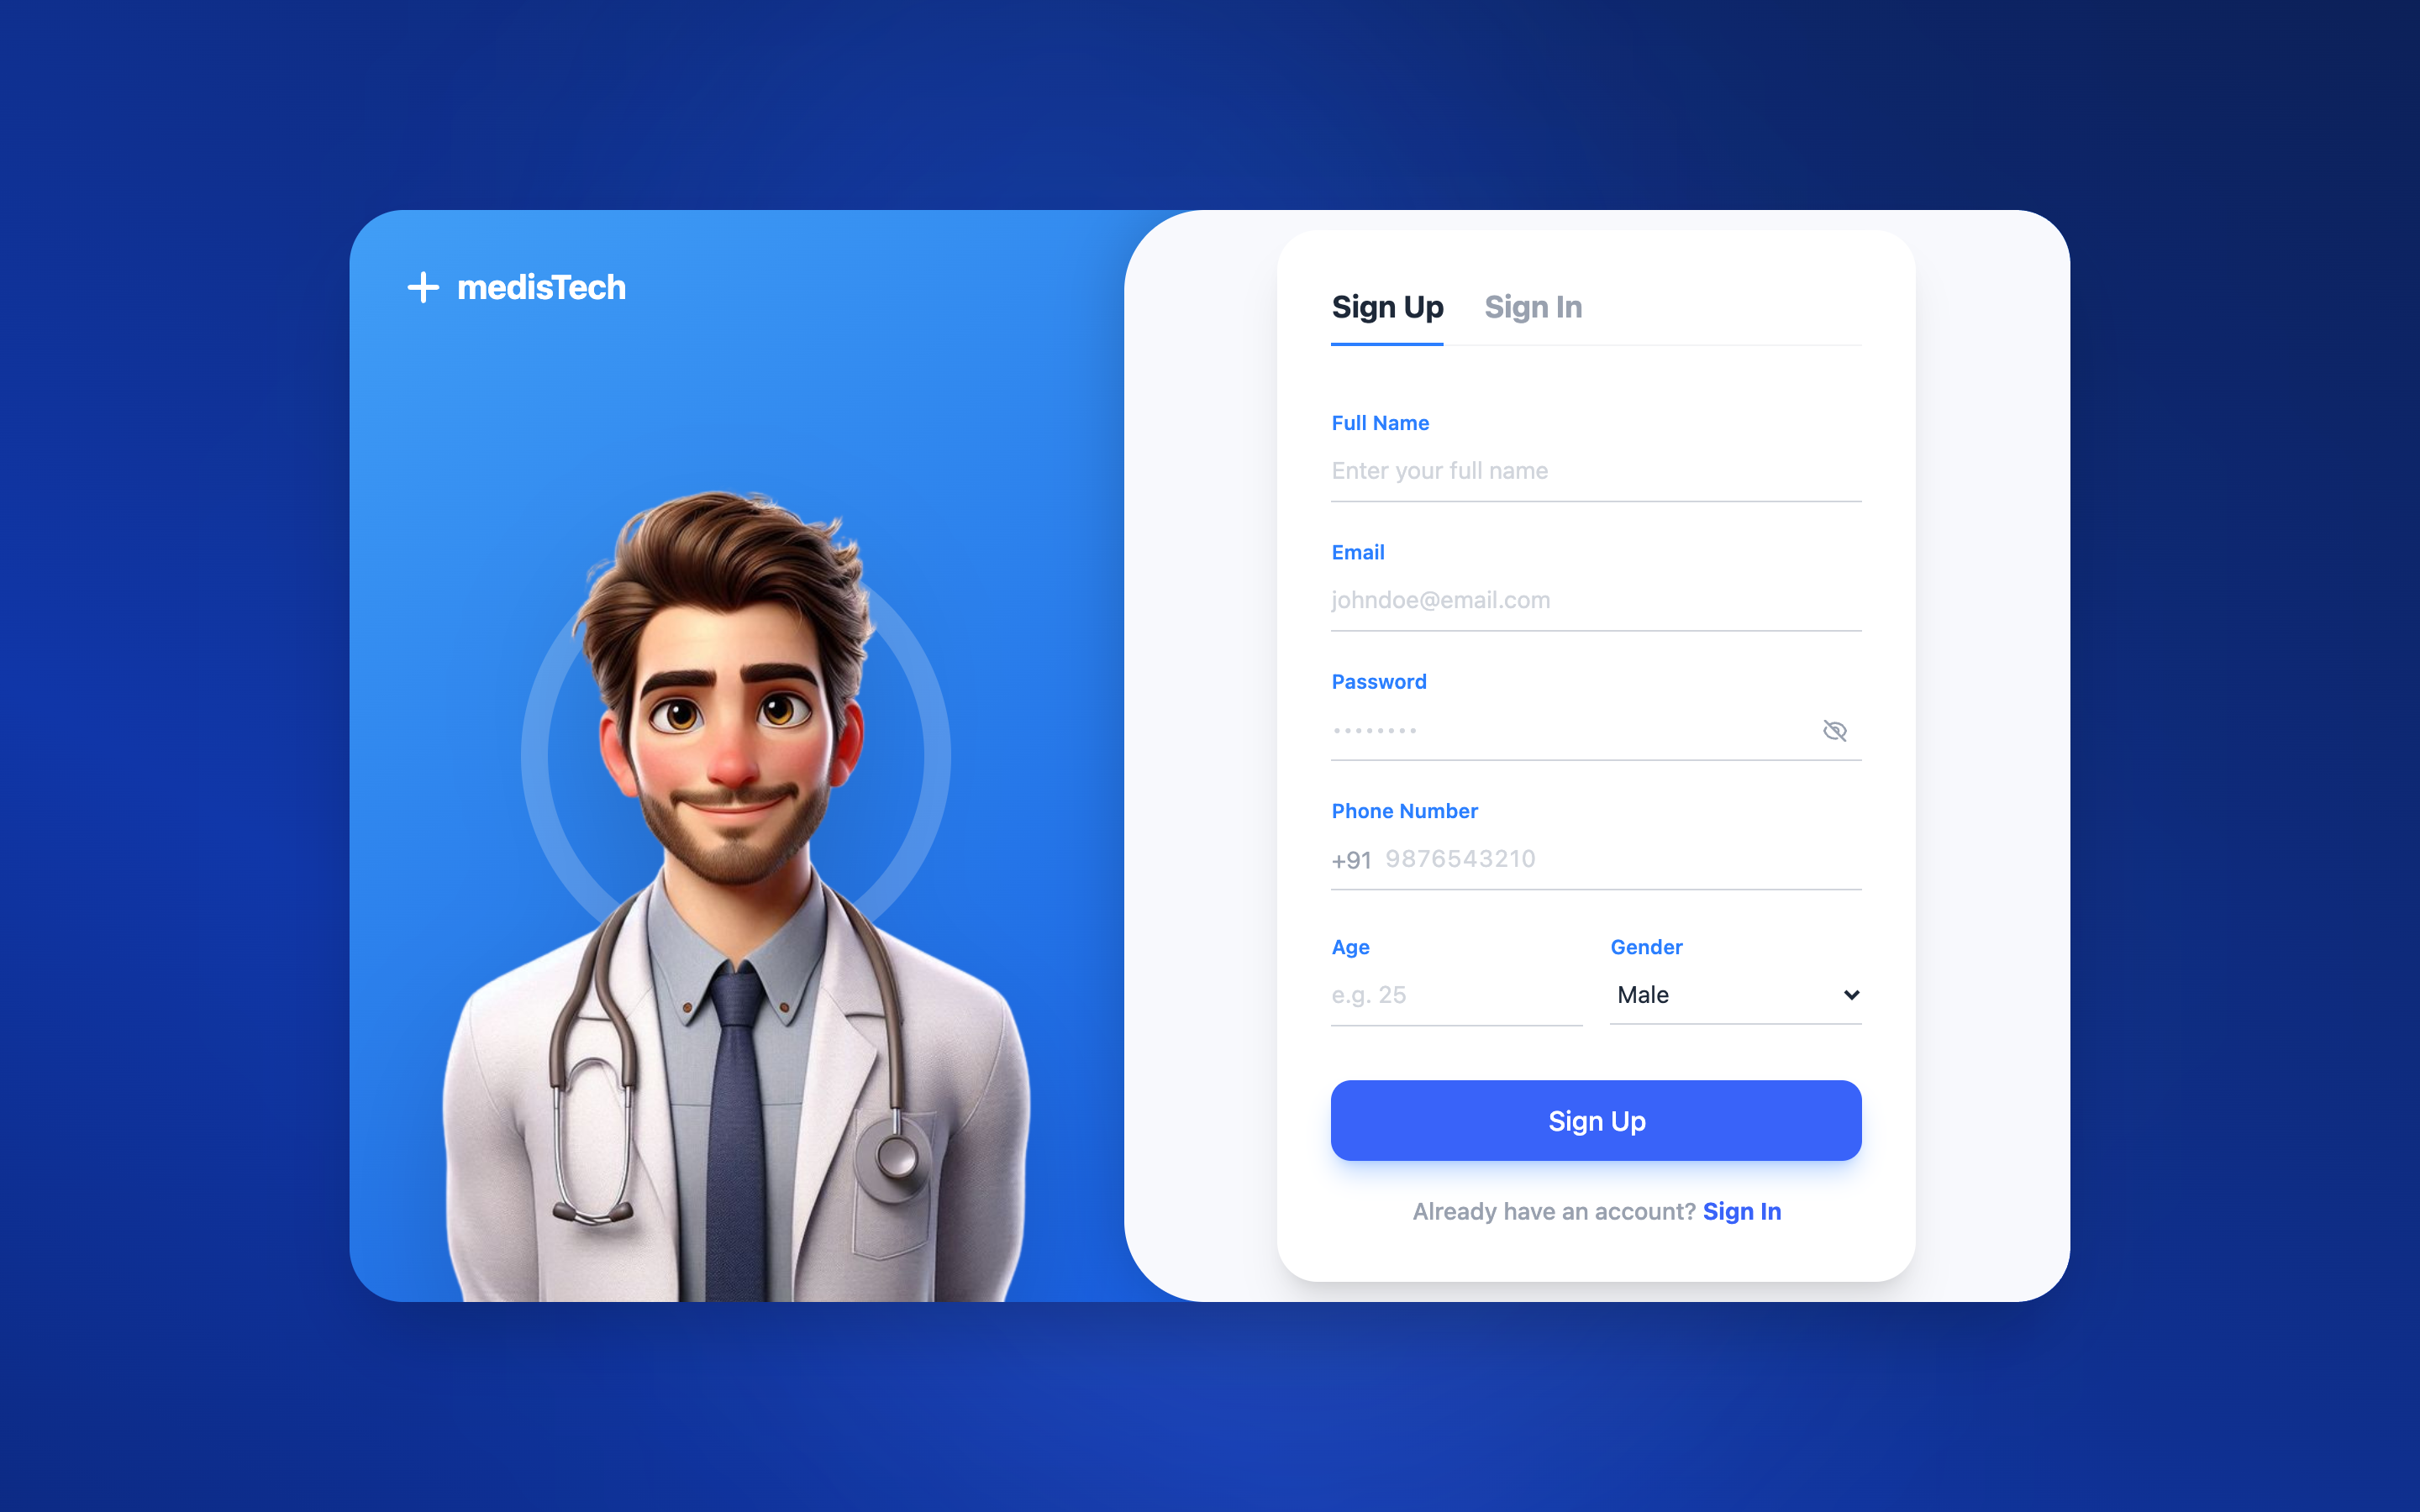 medisTech
Sign Up Sign In
Full Name
Enter your full name
Email
johndoe@email.com
Password
••••••••
Phone Number
+91 9876543210
Age Gender
e.g. 25 Male
Sign Up
Already have an account? Sign In